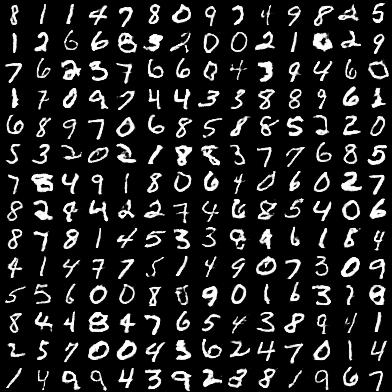 8 1 1 4 7 8 0 9 7 4 9 8 2 5
1 2 6 6 8 3 2 0 0 2 1 0 2 9
7 6 2 3 7 6 6 0 4 3 9 4 6 0
1 7 0 9 7 4 4 3 3 8 8 9 6 3
6 8 9 7 0 6 8 5 8 8 5 2 2 0
5 3 2 0 2 1 8 8 3 7 7 6 8 5
7 8 4 9 1 8 0 6 4 0 6 0 2 7
8 2 9 4 2 2 7 4 6 8 5 4 0 6
8 7 8 1 4 5 3 3 9 9 6 1 8 4
4 1 4 7 7 5 1 4 9 0 7 3 0 9
5 5 6 0 0 8 0 9 0 1 6 3 7 8
8 4 4 8 4 7 6 5 4 3 8 9 4 1
2 5 7 0 0 4 3 6 2 4 7 0 1 4
1 4 9 9 4 3 9 2 2 8 1 9 6 7